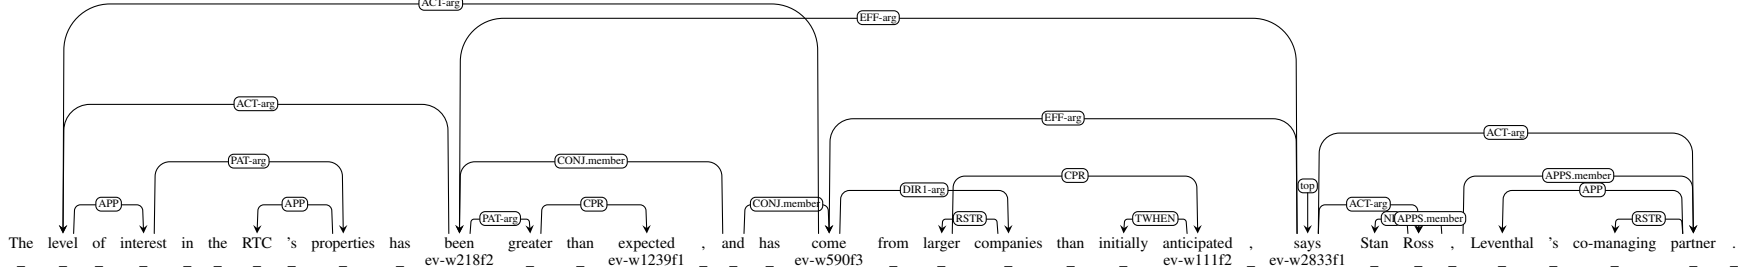 ACT-arg
EFF-arg
ACT-arg
EFF-arg
ACT-arg
PAT-arg CONJ.member
CPR APPS.member
top
DIR1-arg APP
APP APP CPR CONJ.member ACT-arg
PAT-arg RSTR TWHEN APPS.member RSTR
The level of interest in the RTC 's properties has been greater than expected , and has come from larger companies than initially anticipated , says Stan Ross , Leventhal 's co-managing partner .
ev-w218f2 ev-w1239f1 ev-w590f3 ev-w111f2 ev-w2833f1
_ _ _ _ _ _ _ _ _ _ _ _ _ _ _ _ _ _ _ _ _ _ _ _ _ _ _ _